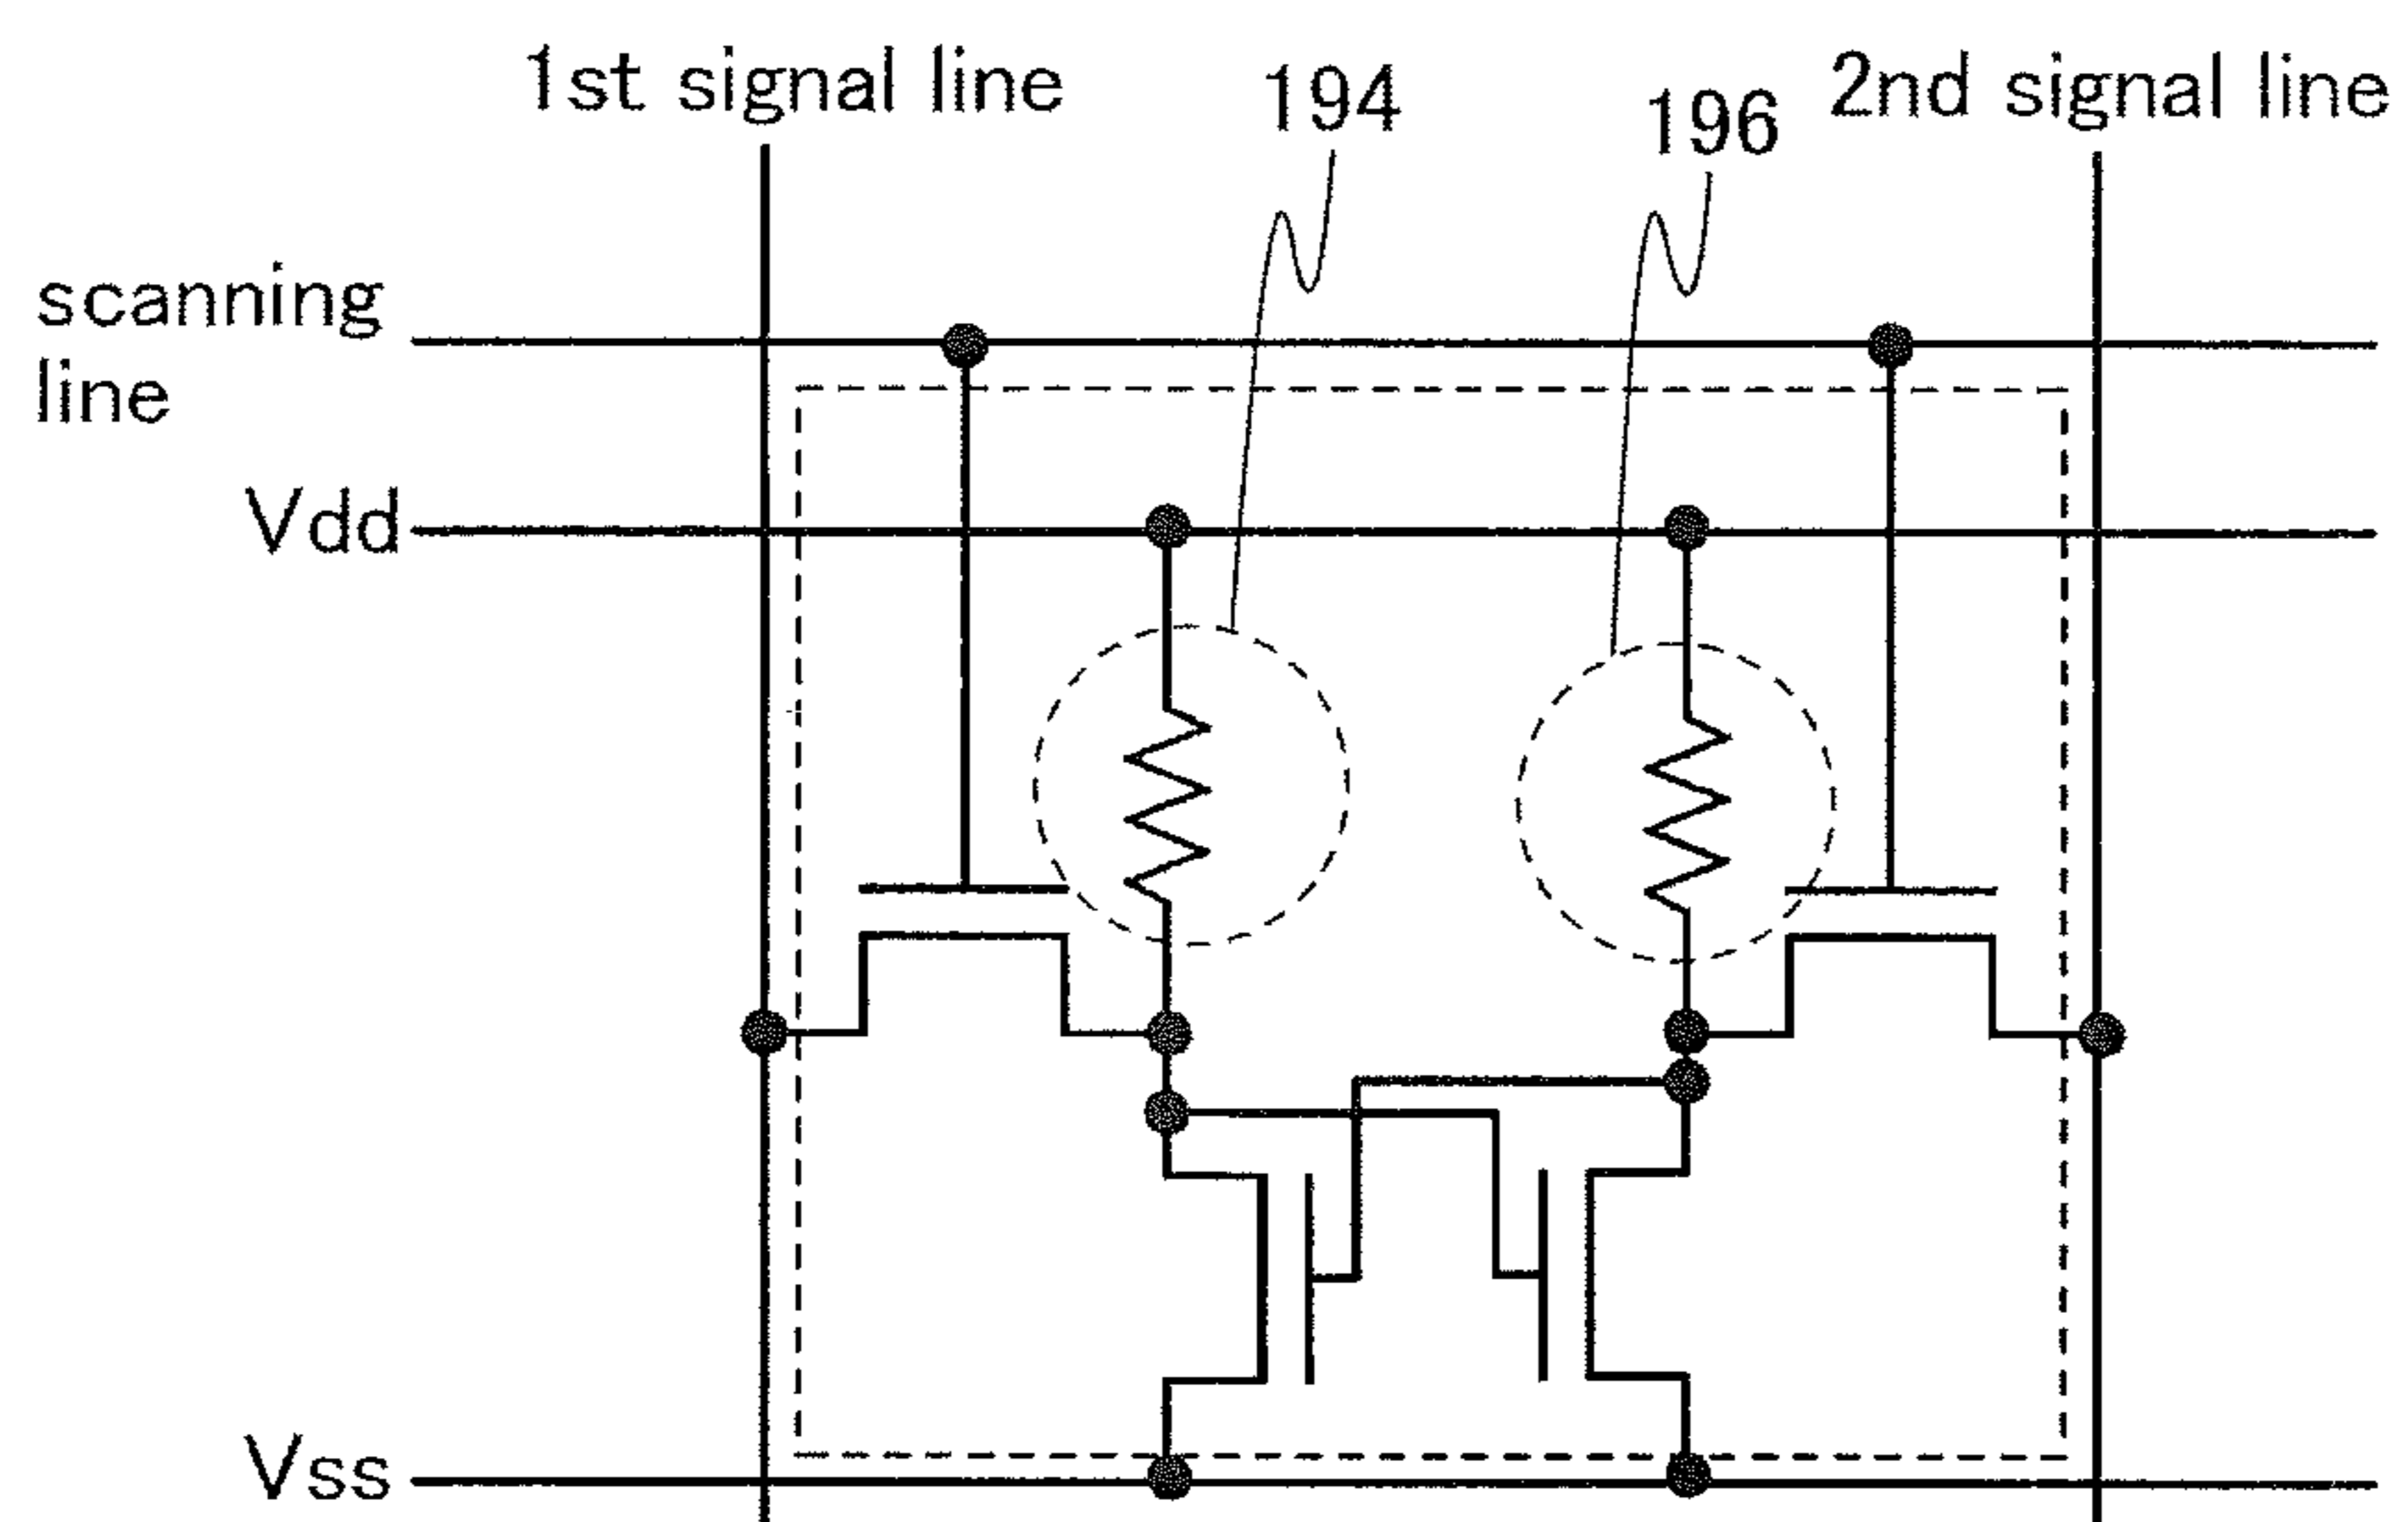 1st signal line
194
196
2nd signal line
scanning
line
Vdd
Vss